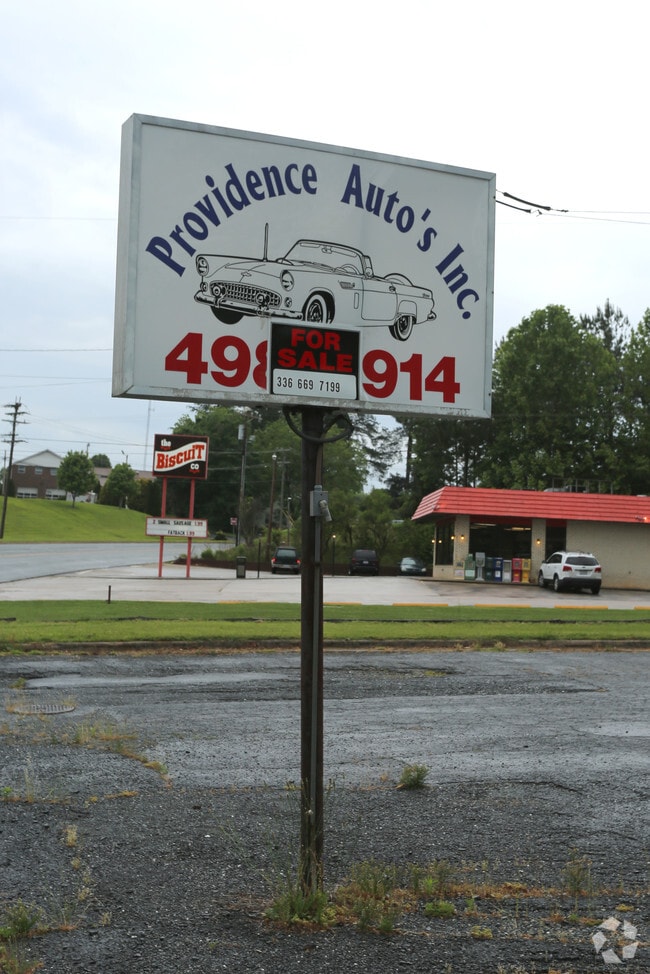 Providence Auto's Inc.
498 914
FOR
SALE
336 669 7199
the
BiscuiT
co